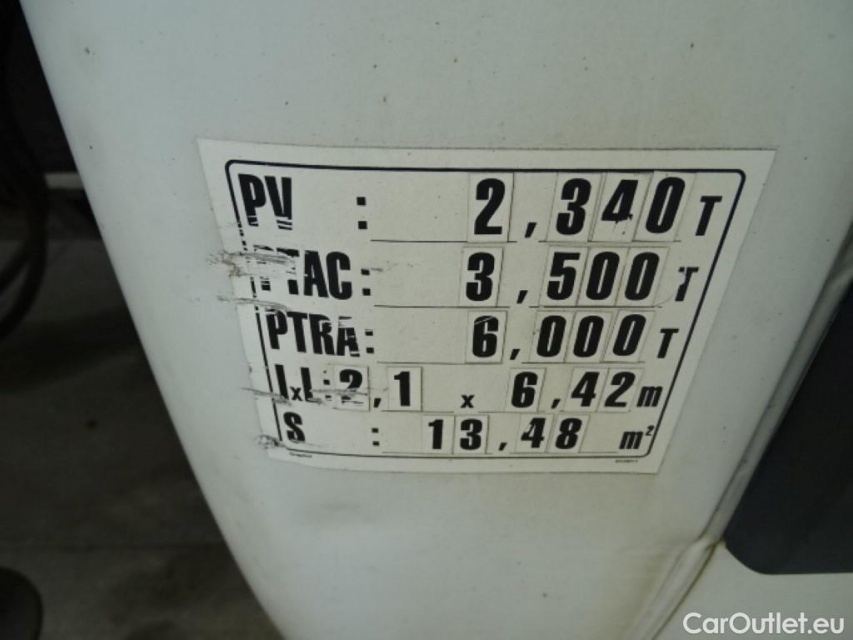 PV : 2,340 T
PTAC: 3,500 T
PTRA: 6,000 T
lxL:2,1 x 6,42 m
S : 13,48 m²
CarOutlet.eu